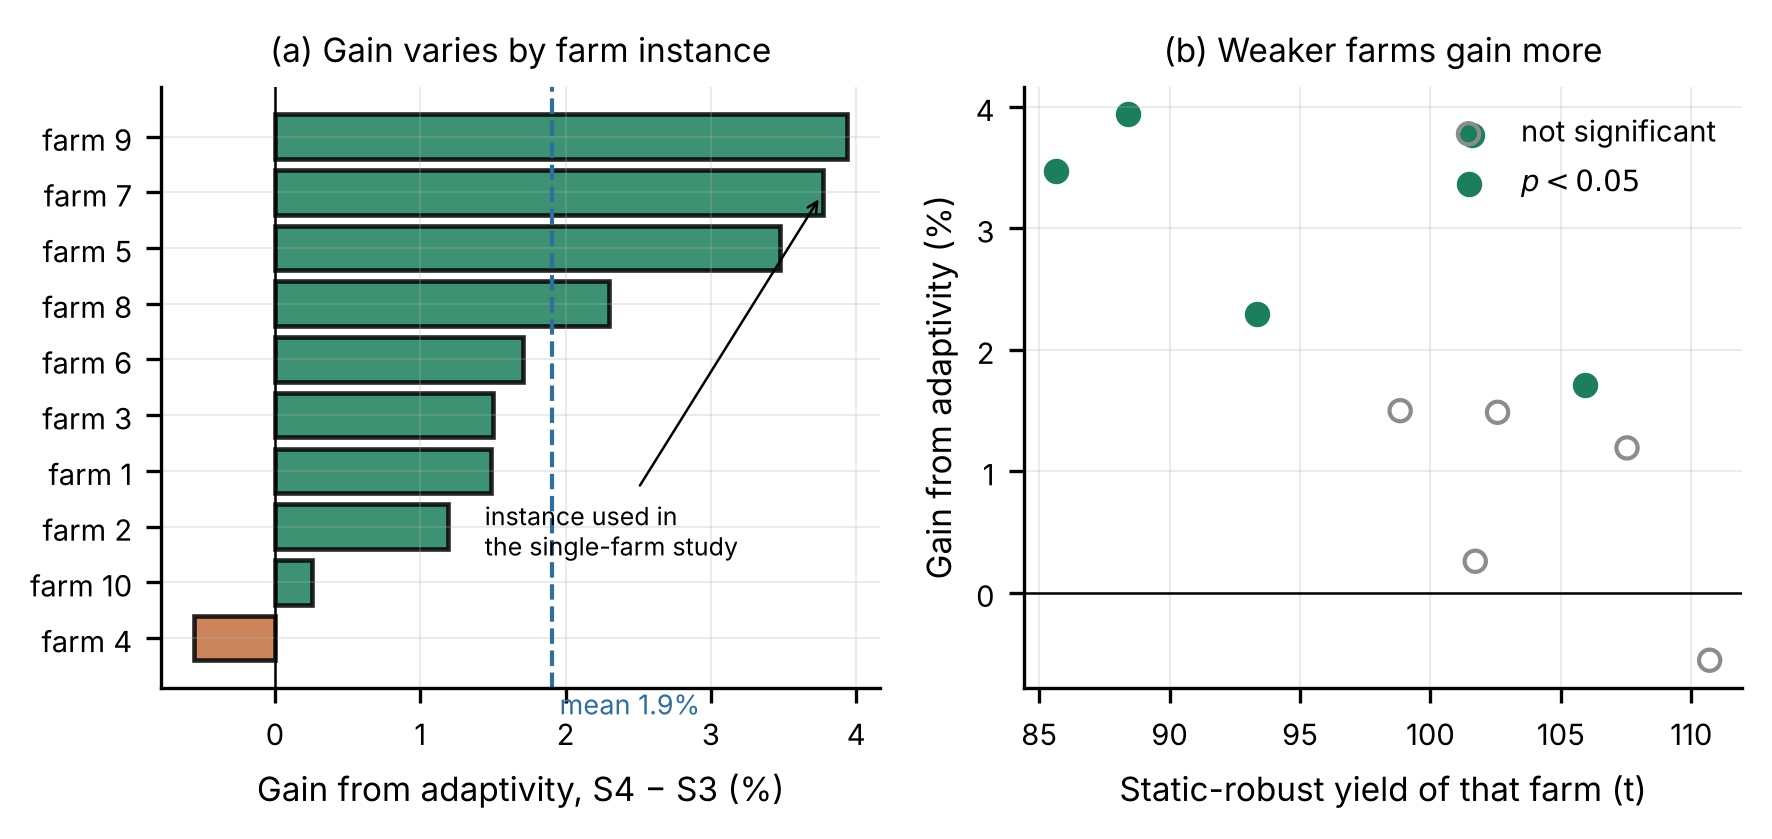 (a) Gain varies by farm instance
farm 9
farm 7
farm 5
farm 8
farm 6
farm 3
farm 1
farm 2
farm 10
farm 4
instance used in
the single-farm study
mean 1.9%
0 1 2 3 4
Gain from adaptivity, S4 − S3 (%)
(b) Weaker farms gain more
Gain from adaptivity (%)
4
3
2
1
0
not significant
p < 0.05
85 90 95 100 105 110
Static-robust yield of that farm (t)